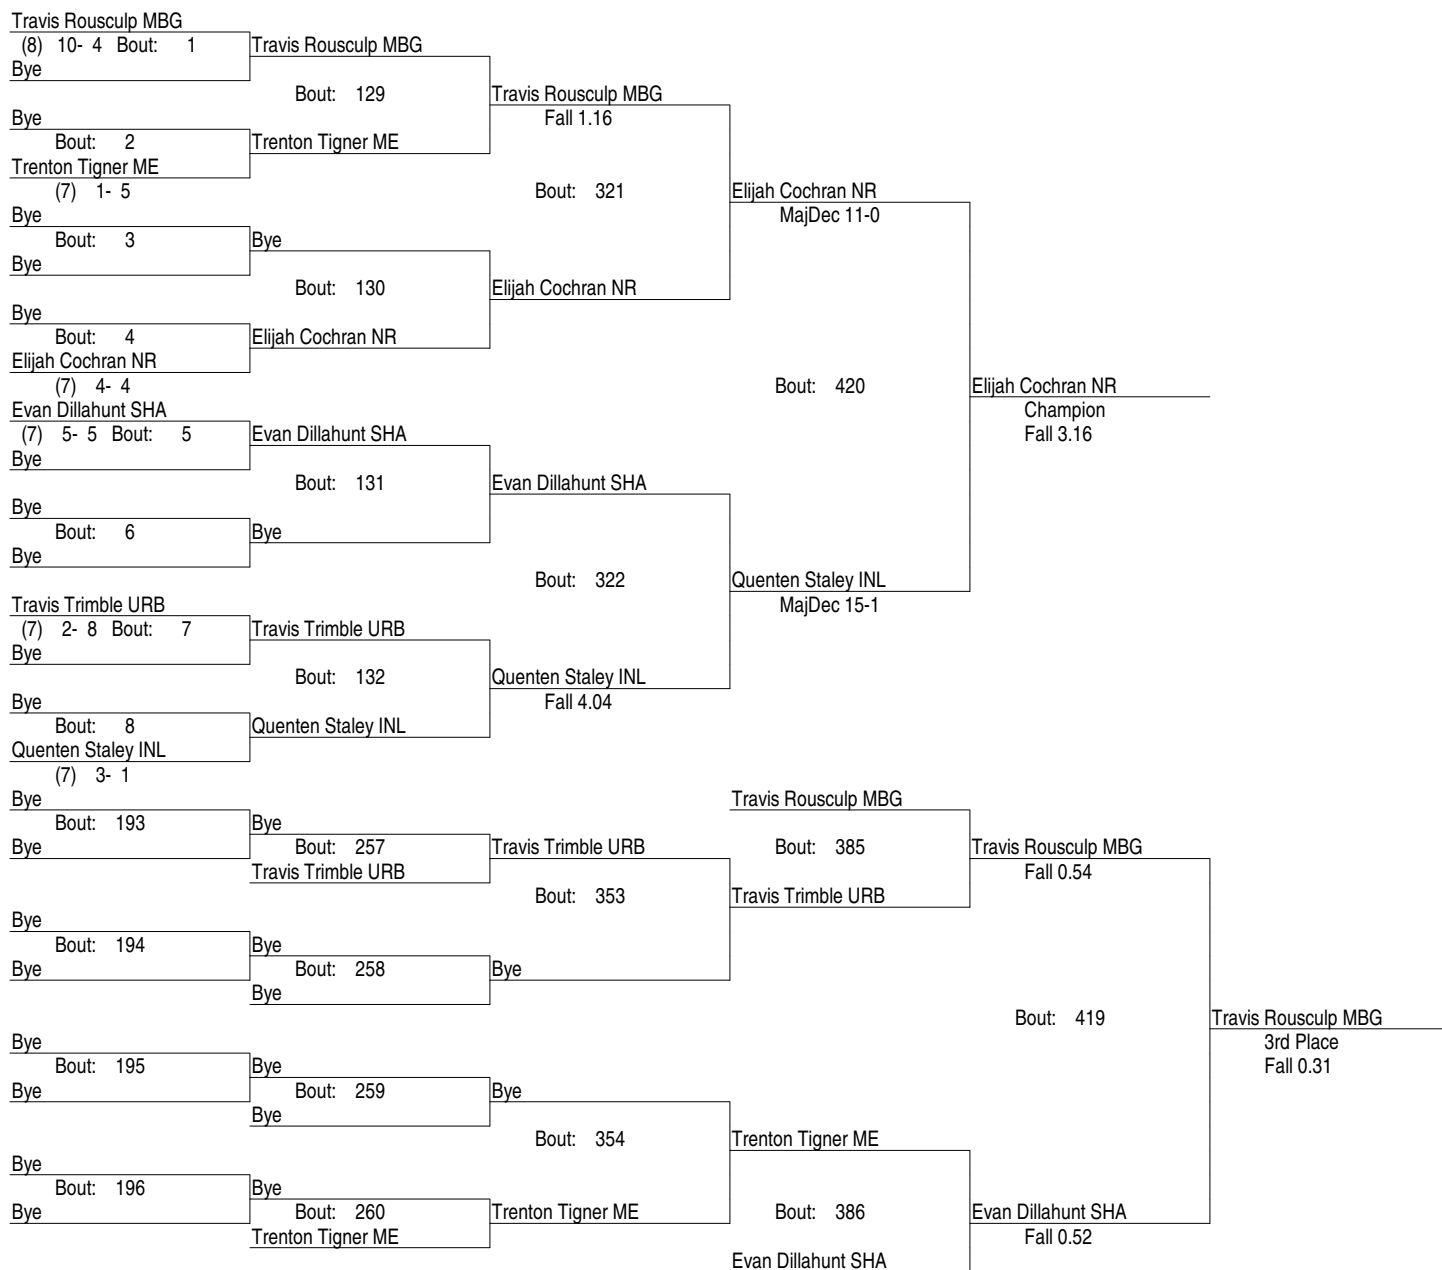 Travis Rousculp MBG
(8) 10- 4 Bout: 1 Travis Rousculp MBG
Bye
Bout: 129 Travis Rousculp MBG
Bye Fall 1.16
Bout: 2 Trenton Tigner ME
Trenton Tigner ME
(7) 1- 5 Bout: 321 Elijah Cochran NR
Bye MajDec 11-0
Bout: 3 Bye
Bye
Bout: 130 Elijah Cochran NR
Bye
Bout: 4 Elijah Cochran NR
Elijah Cochran NR
(7) 4- 4 Bout: 420 Elijah Cochran NR
Evan Dillahunt SHA Champion
(7) 5- 5 Bout: 5 Evan Dillahunt SHA Fall 3.16
Bye
Bout: 131 Evan Dillahunt SHA
Bye
Bout: 6 Bye
Bye
Bout: 322 Quenten Staley INL
Travis Trimble URB MajDec 15-1
(7) 2- 8 Bout: 7 Travis Trimble URB
Bye
Bout: 132 Quenten Staley INL
Bye Fall 4.04
Bout: 8 Quenten Staley INL
Quenten Staley INL
(7) 3- 1
Bye Travis Rousculp MBG
Bout: 193 Bye
Bye Bout: 257 Travis Trimble URB Bout: 385 Travis Rousculp MBG
Travis Trimble URB Fall 0.54
Bout: 353 Travis Trimble URB
Bye
Bout: 194 Bye
Bye Bout: 258 Bye
Bye
Bout: 419 Travis Rousculp MBG
Bye 3rd Place
Bout: 195 Bye Fall 0.31
Bye Bout: 259 Bye
Bye
Bout: 354 Trenton Tigner ME
Bye
Bout: 196 Bye
Bye Bout: 260 Trenton Tigner ME Bout: 386 Evan Dillahunt SHA
Trenton Tigner ME Fall 0.52
Evan Dillahunt SHA